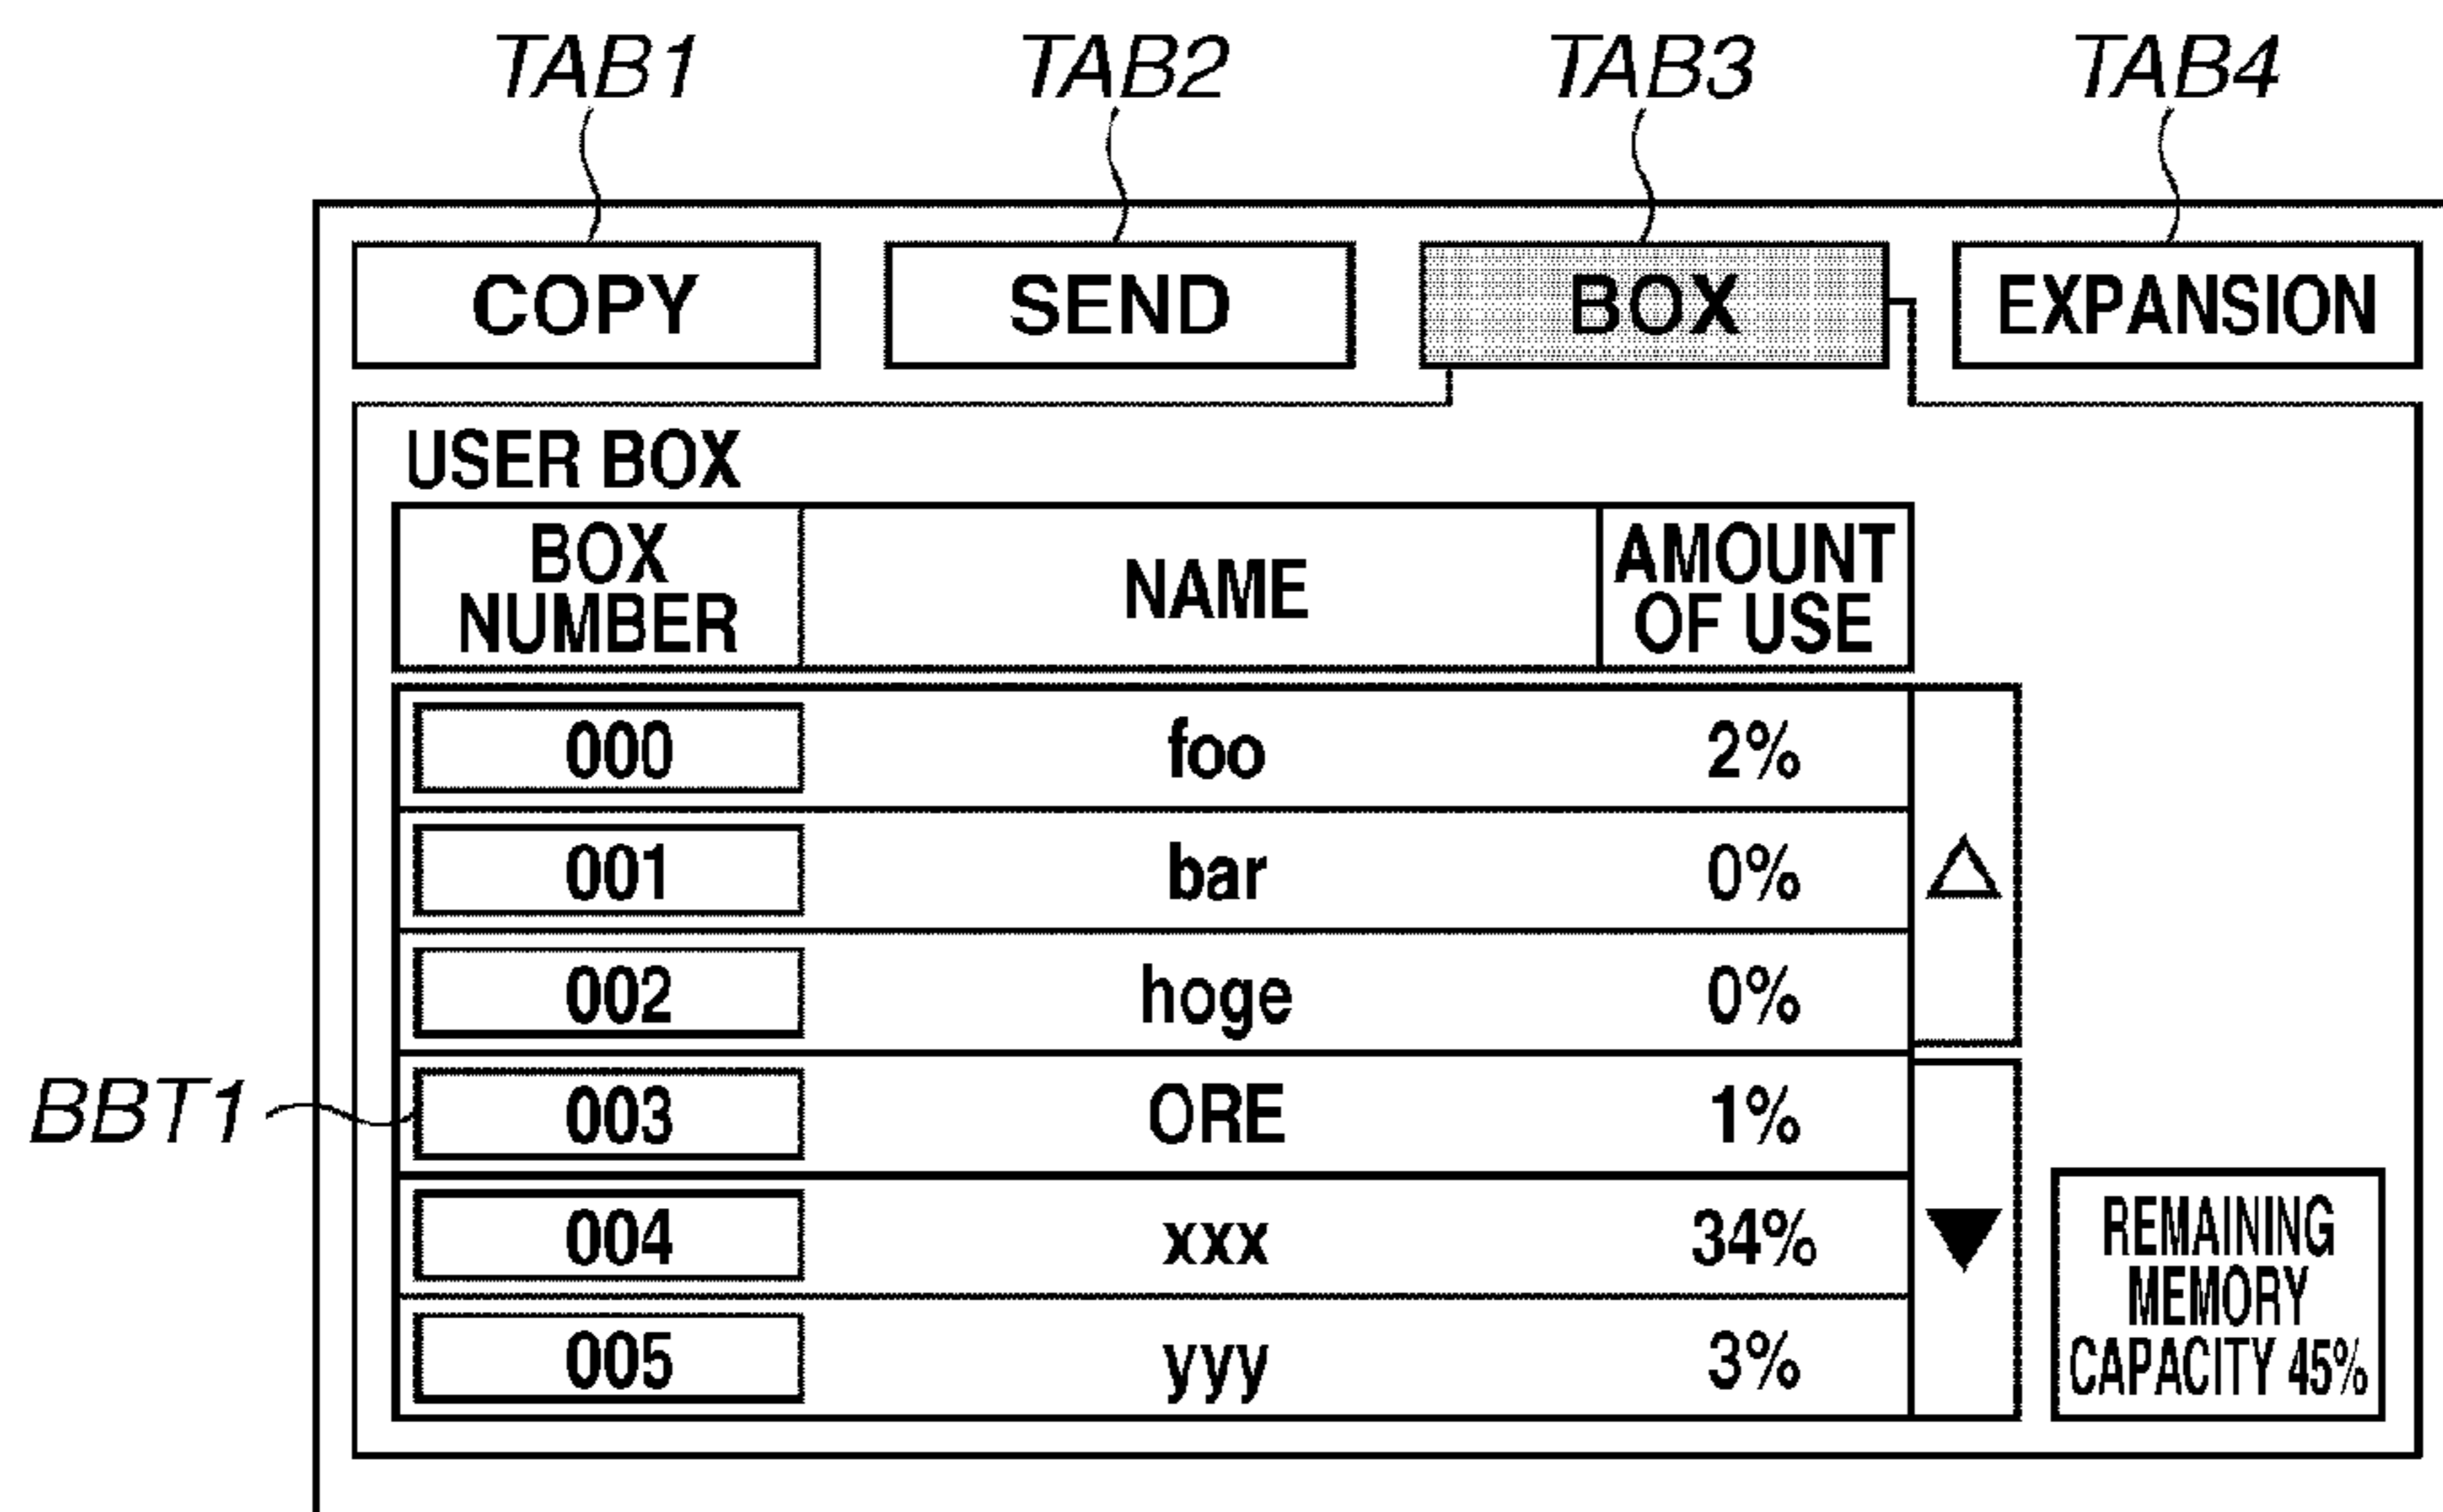 TAB1 TAB2 TAB3 TAB4
COPY SEND BOX EXPANSION
USER BOX
BOX
NUMBER
NAME
AMOUNT
OF USE
000 foo 2%
001 bar 0%
002 hoge 0%
BBT1
003 ORE 1%
004 xxx 34%
005 yyy 3%
REMAINING
MEMORY
CAPACITY 45%